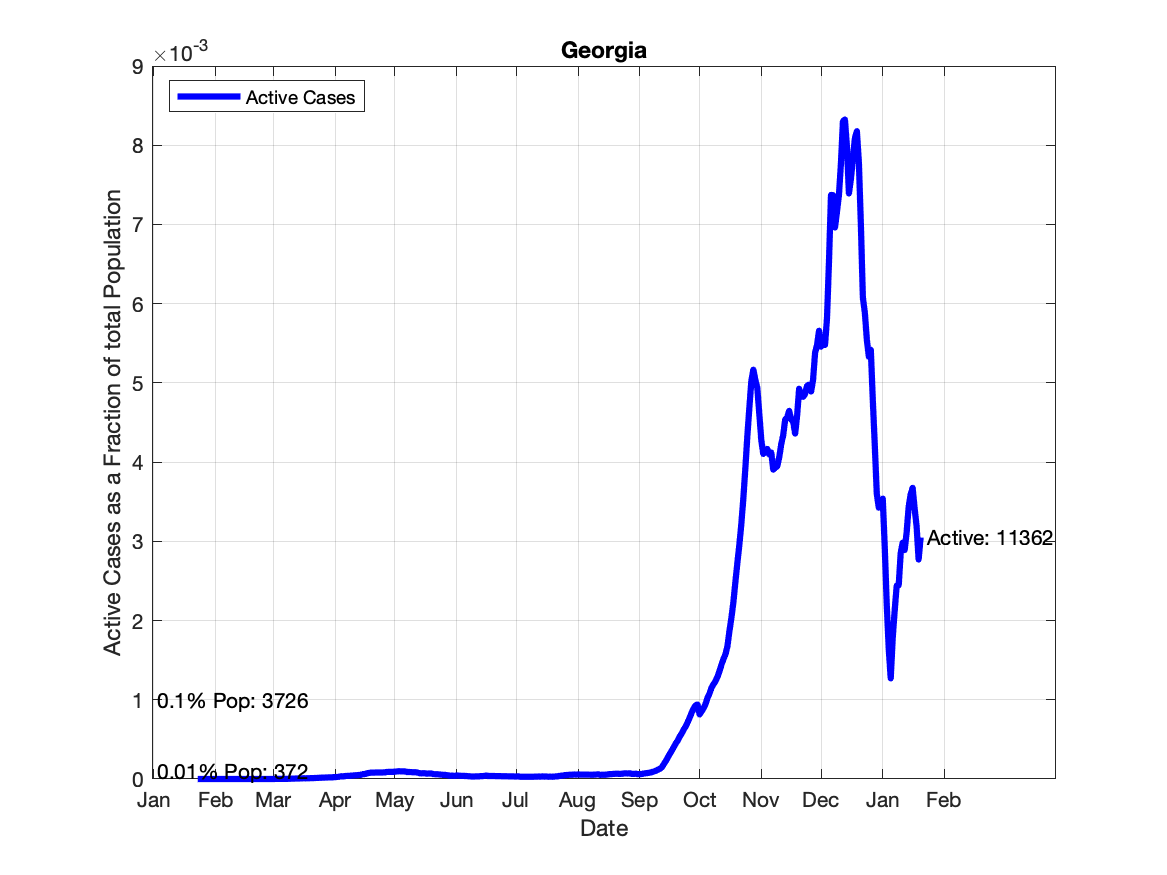 Georgia
×10-3
9
8
7
6
5
4
3
2
1
0
Active Cases as a Fraction of total Population
Active Cases
Active: 11362
0.1% Pop: 3726
0.01% Pop: 372
Jan Feb Mar Apr May Jun Jul Aug Sep Oct Nov Dec Jan Feb
Date